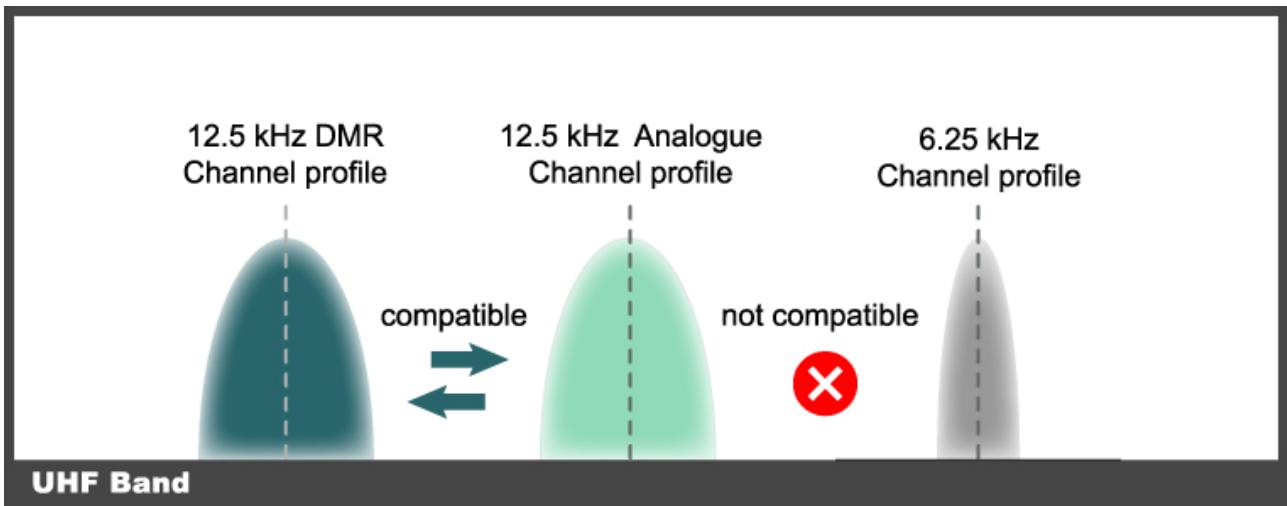 12.5 kHz DMR
Channel profile
12.5 kHz  Analogue
Channel profile
6.25 kHz
Channel profile
compatible
not compatible
UHF Band